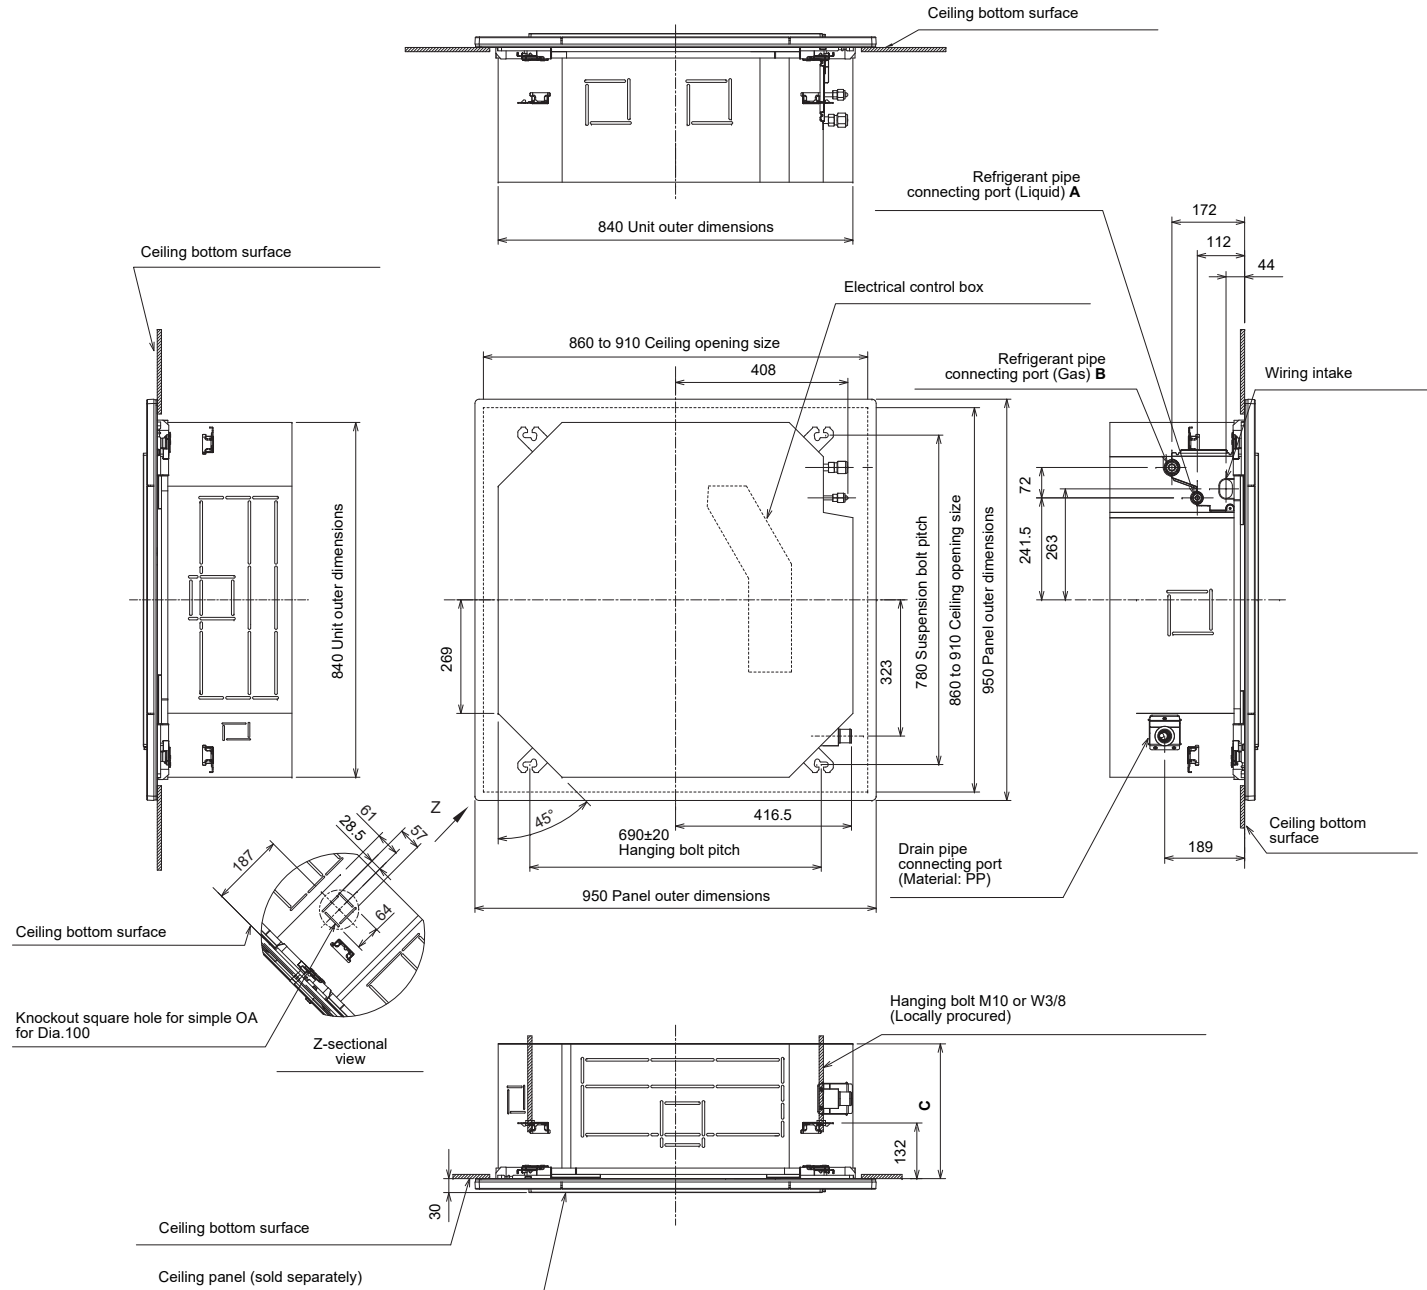 Ceiling bottom surface
Refrigerant pipe
connecting port (Liquid) A
172
112
44
840 Unit outer dimensions
Ceiling bottom surface
Electrical control box
860 to 910 Ceiling opening size
408
Refrigerant pipe
connecting port (Gas) B
Wiring intake
840 Unit outer dimensions
269
323
780 Suspension bolt pitch
860 to 910 Ceiling opening size
950 Panel outer dimensions
72
241.5
263
Z
45°
416.5
690±20
Hanging bolt pitch
950 Panel outer dimensions
Drain pipe
connecting port
(Material: PP)
189
Ceiling bottom
surface
61
28.5
57
187
64
Ceiling bottom surface
Knockout square hole for simple OA
for Dia.100
Z-sectional
view
Hanging bolt M10 or W3/8
(Locally procured)
C
132
30
Ceiling bottom surface
Ceiling panel (sold separately)